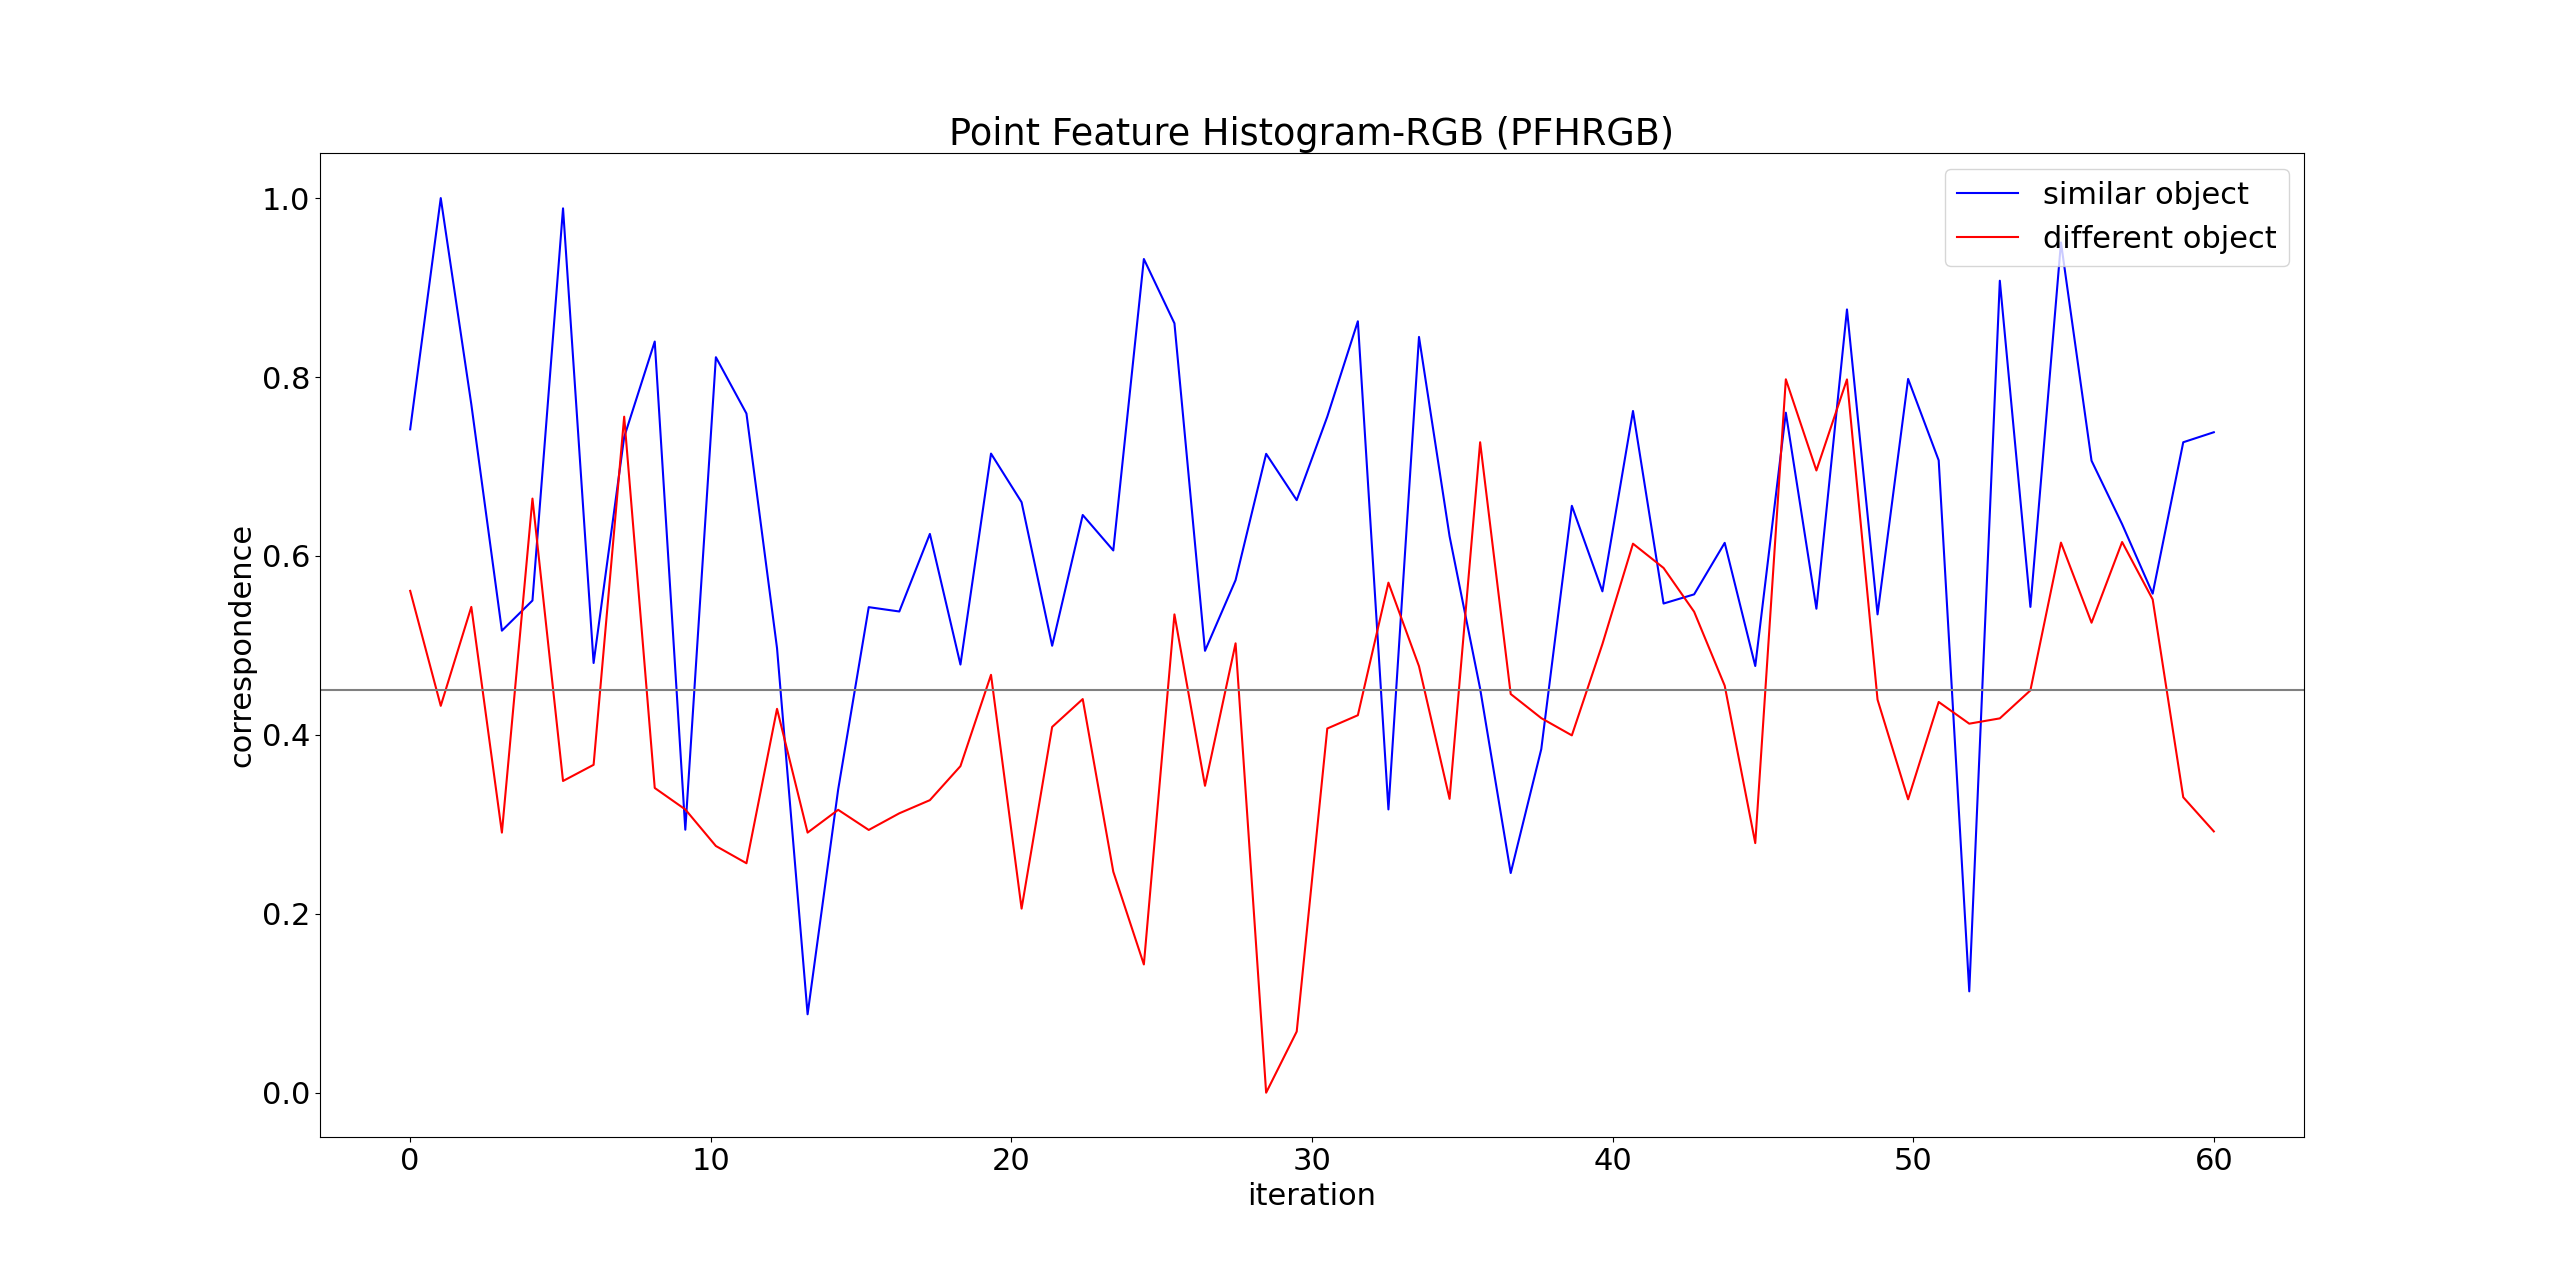 Point Feature Histogram-RGB (PFHRGB)
similar object
different object
correspondence
1.0
0.8
0.6
0.4
0.2
0.0
0 10 20 30 40 50 60
iteration